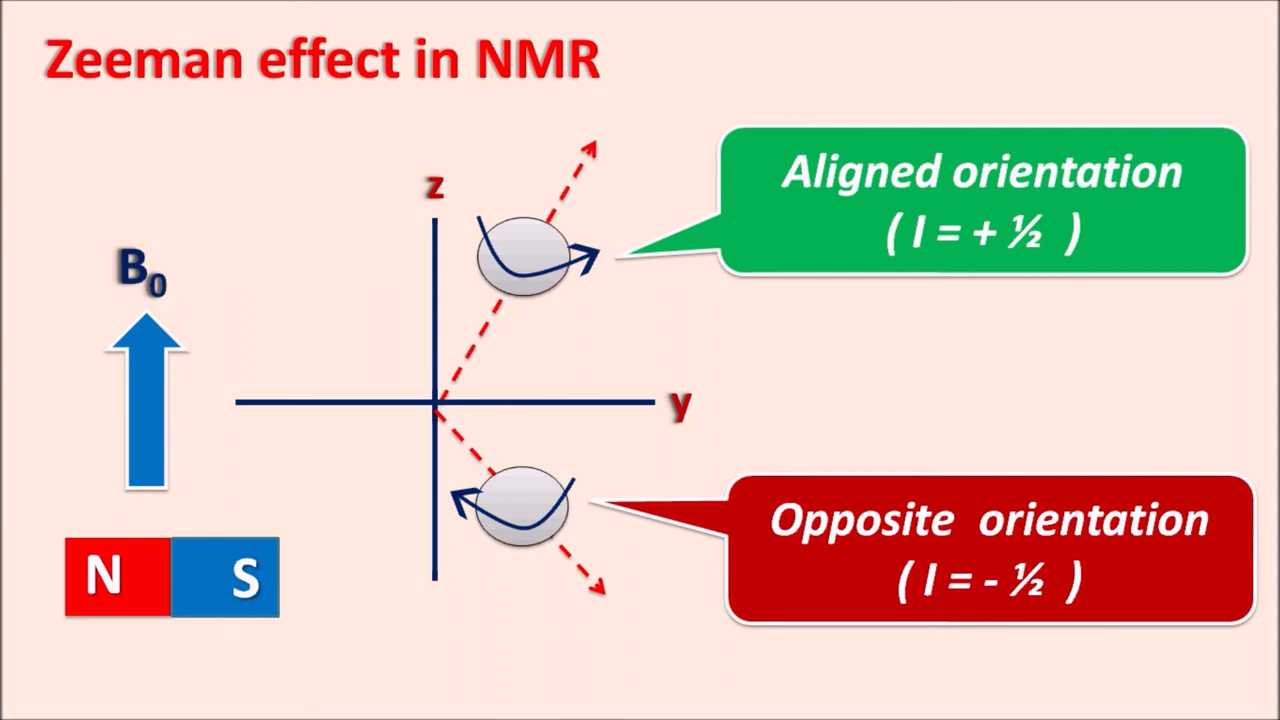 Zeeman effect in NMR
z
Aligned orientation
( I = + ½ )
B₀
y
Opposite orientation
( I = - ½ )
N S